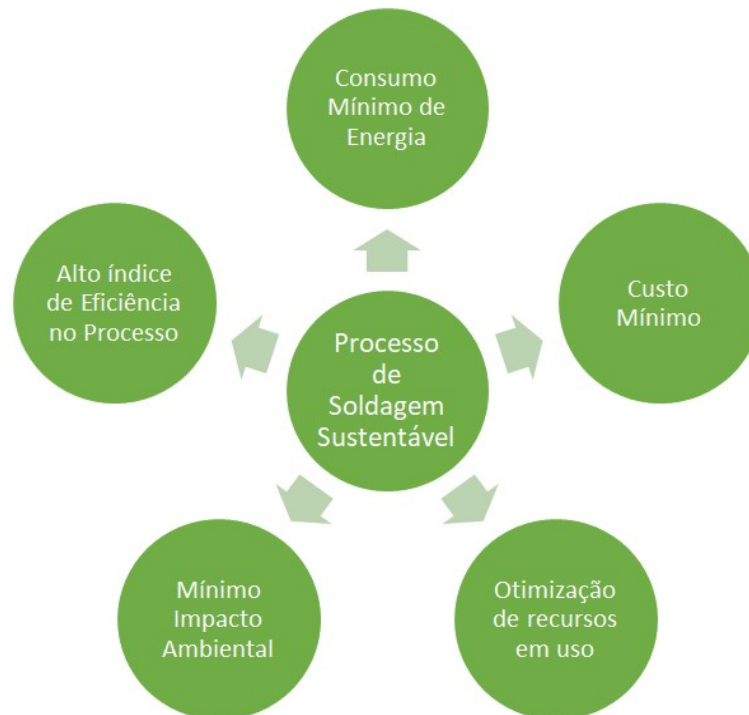 Consumo
Mínimo de
Energia
Alto índice
de Eficiência
no Processo
Custo
Mínimo
Processo
de
Soldagem
Sustentável
Mínimo
Impacto
Ambiental
Otimização
de recursos
em uso